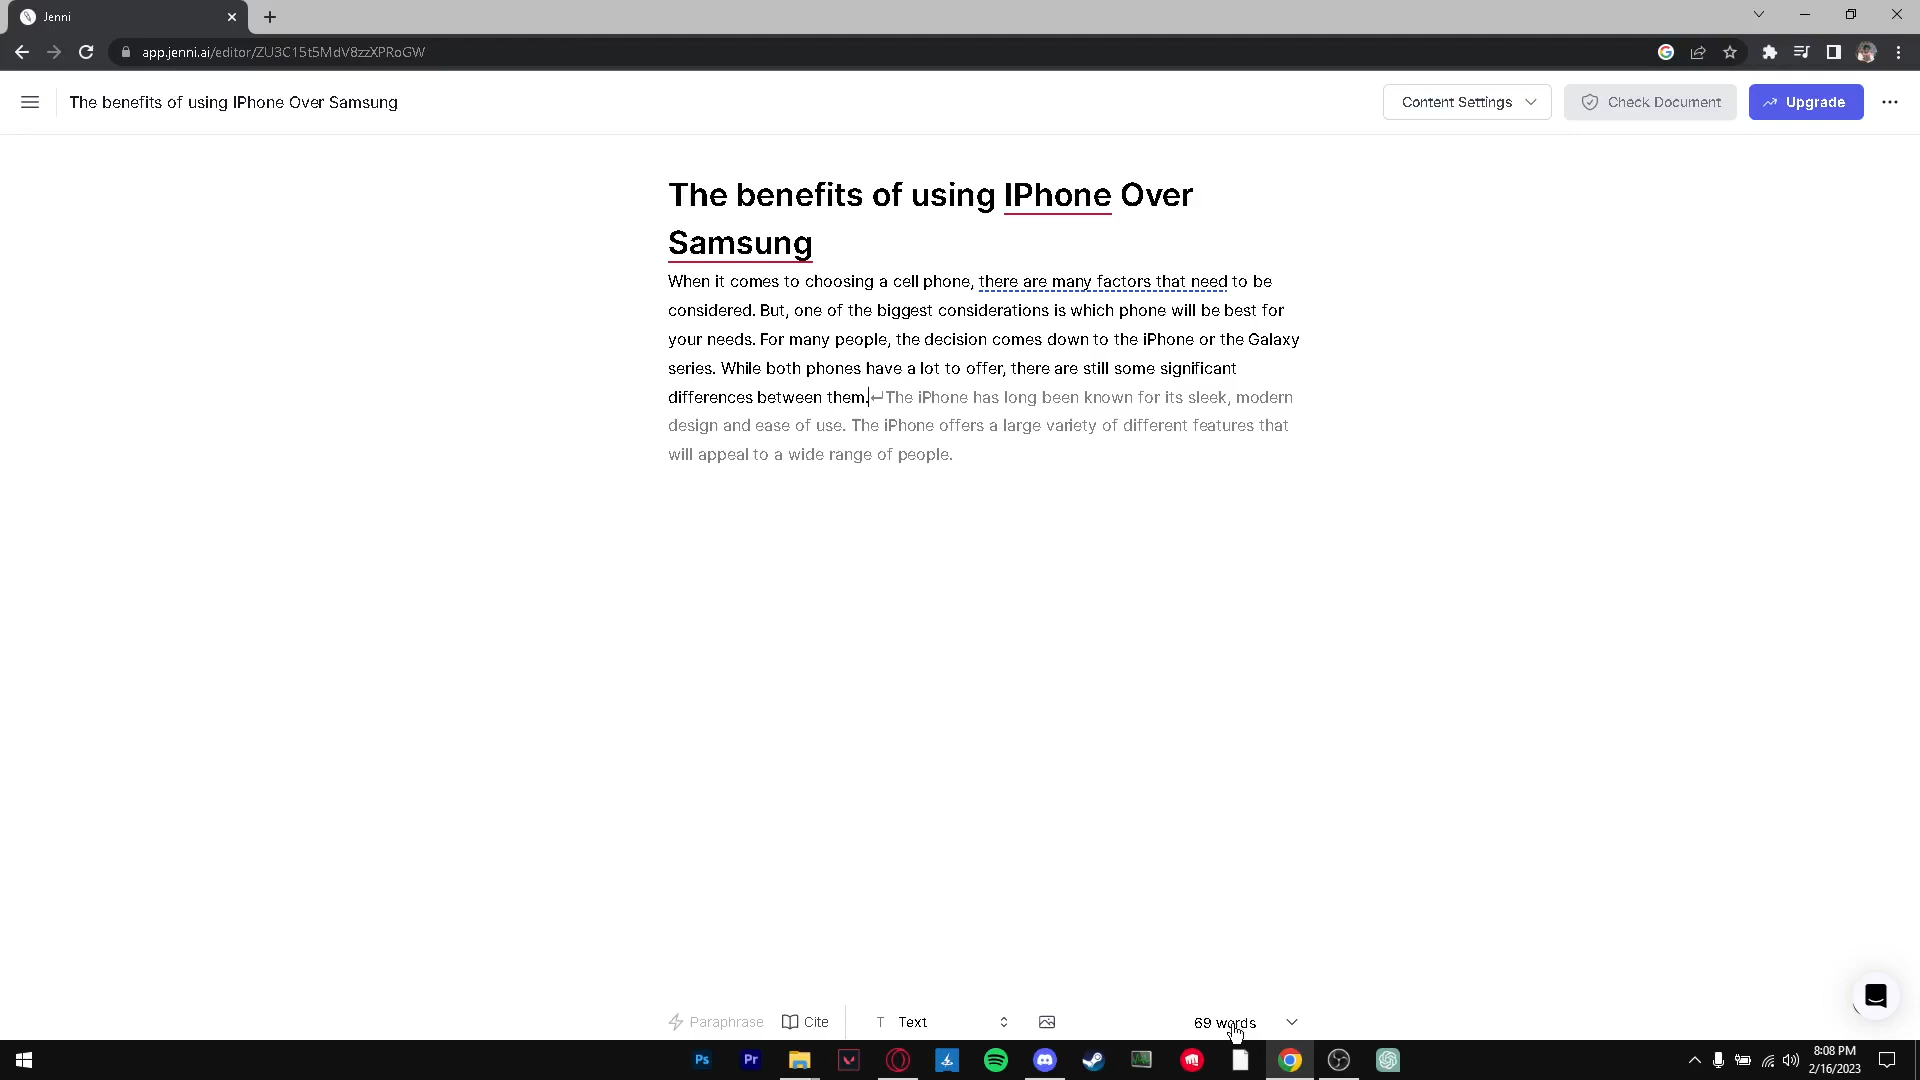 Jenni
app.jenni.ai/editor/ZU3C15t5MdV8zzXPRoGW
The benefits of using IPhone Over Samsung
Content Settings
Check Document
Upgrade
The benefits of using IPhone Over
Samsung
When it comes to choosing a cell phone, there are many factors that need to be
considered. But, one of the biggest considerations is which phone will be best for
your needs. For many people, the decision comes down to the iPhone or the Galaxy
series. While both phones have a lot to offer, there are still some significant
differences between them.↵The iPhone has long been known for its sleek, modern
design and ease of use. The iPhone offers a large variety of different features that
will appeal to a wide range of people.
Paraphrase
Cite
T Text
69 words
Ps
Pr
8:08 PM
2/16/2023